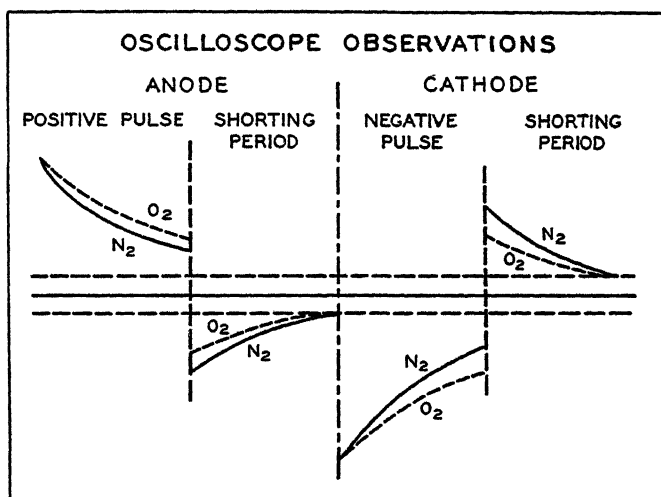 OSCILLOSCOPE OBSERVATIONS
ANODE
CATHODE
POSITIVE PULSE
SHORTING PERIOD
NEGATIVE PULSE
SHORTING PERIOD
O2
N2
O2
N2
N2
O2
N2
O2